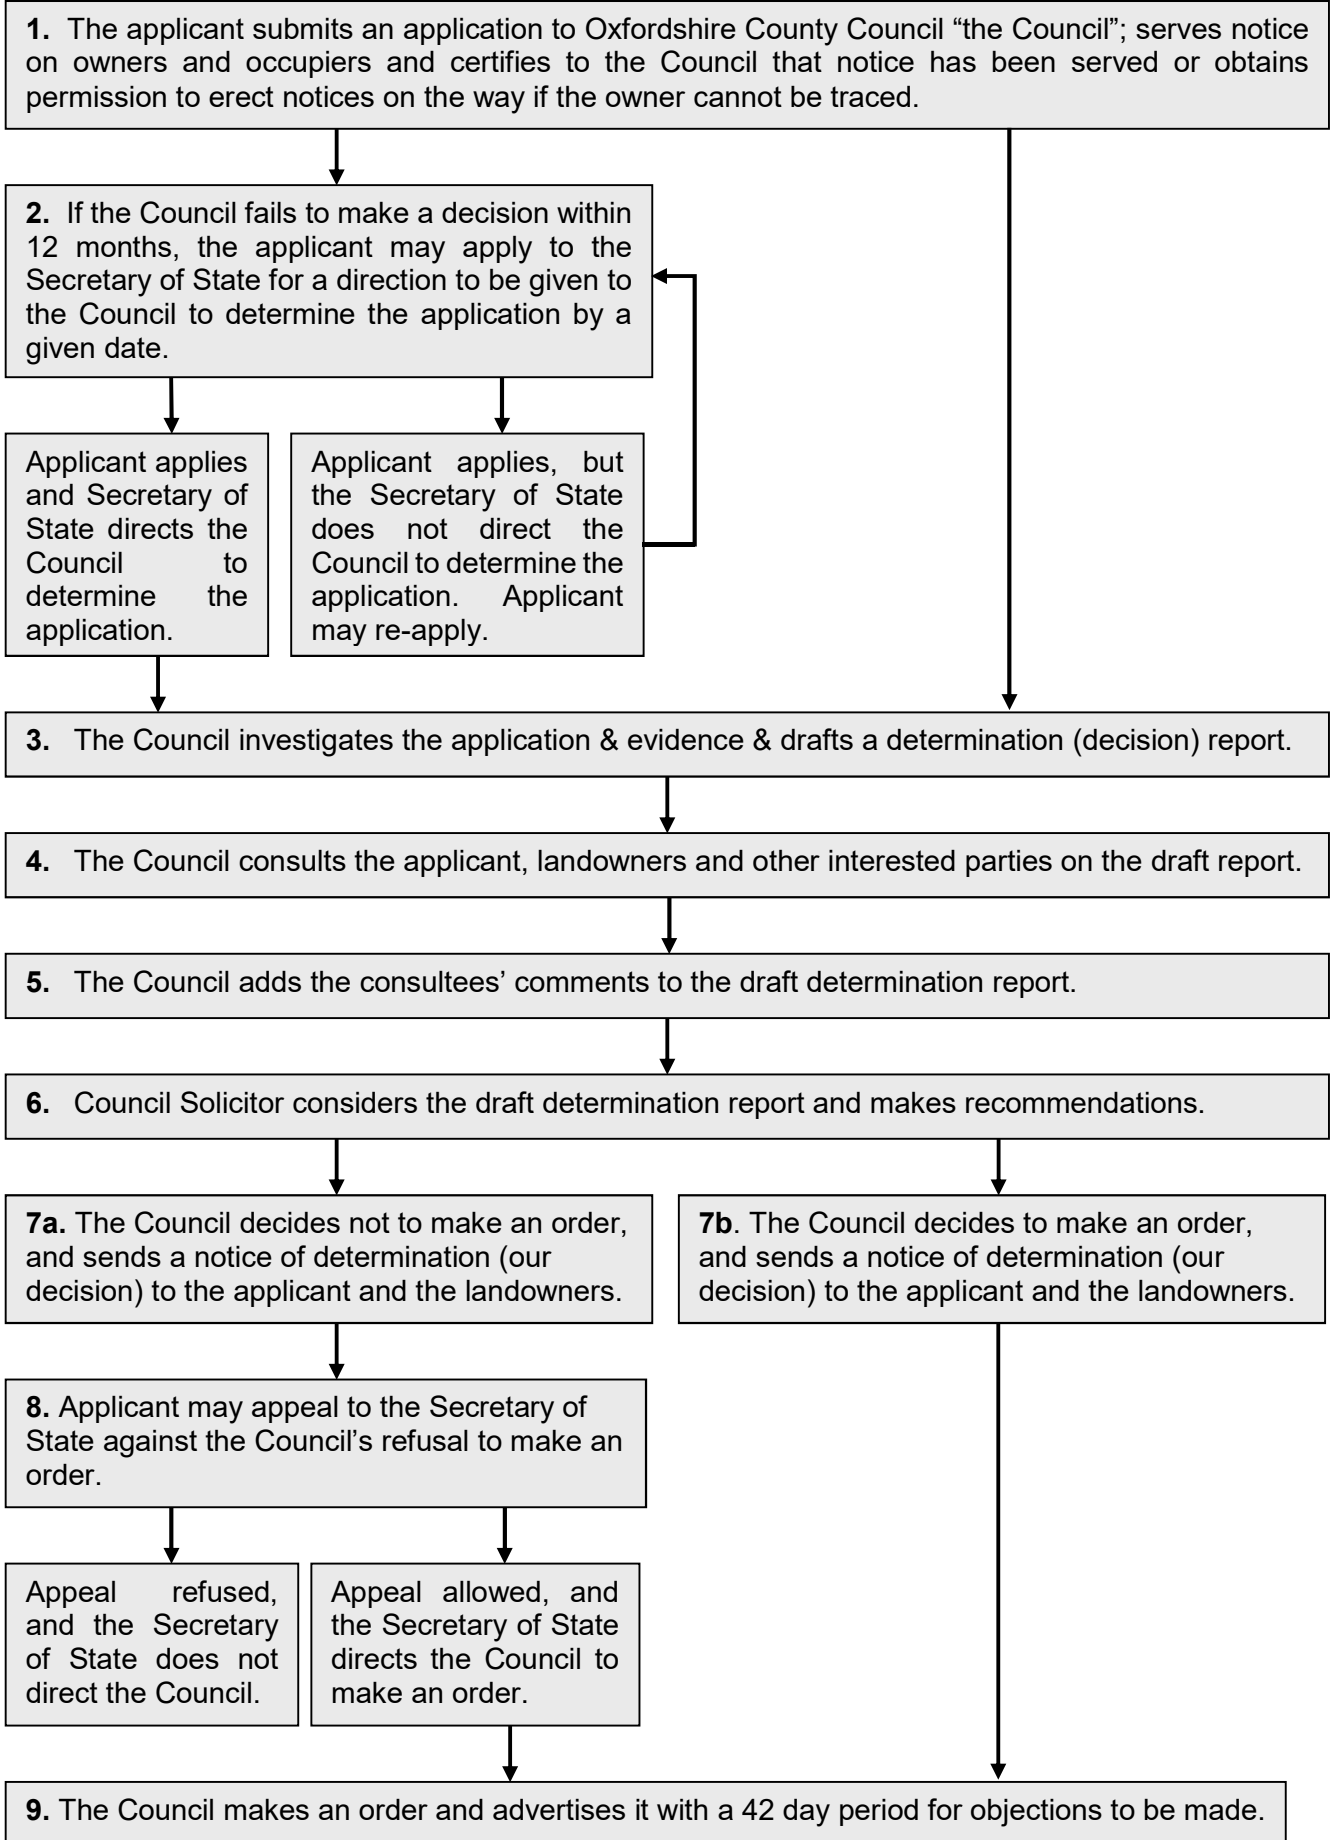 1. The applicant submits an application to Oxfordshire County Council “the Council”; serves notice
on owners and occupiers and certifies to the Council that notice has been served or obtains
permission to erect notices on the way if the owner cannot be traced.
2. If the Council fails to make a decision within
12 months, the applicant may apply to the
Secretary of State for a direction to be given to
the Council to determine the application by a
given date.
Applicant applies
and Secretary of
State directs the
Council to
determine the
application.
Applicant applies, but
the Secretary of State
does not direct the
Council to determine the
application. Applicant
may re-apply.
3. The Council investigates the application & evidence & drafts a determination (decision) report.
4. The Council consults the applicant, landowners and other interested parties on the draft report.
5. The Council adds the consultees’ comments to the draft determination report.
6. Council Solicitor considers the draft determination report and makes recommendations.
7a. The Council decides not to make an order,
and sends a notice of determination (our
decision) to the applicant and the landowners.
7b. The Council decides to make an order,
and sends a notice of determination (our
decision) to the applicant and the landowners.
8. Applicant may appeal to the Secretary of
State against the Council’s refusal to make an
order.
Appeal refused,
and the Secretary
of State does not
direct the Council.
Appeal allowed, and
the Secretary of State
directs the Council to
make an order.
9. The Council makes an order and advertises it with a 42 day period for objections to be made.